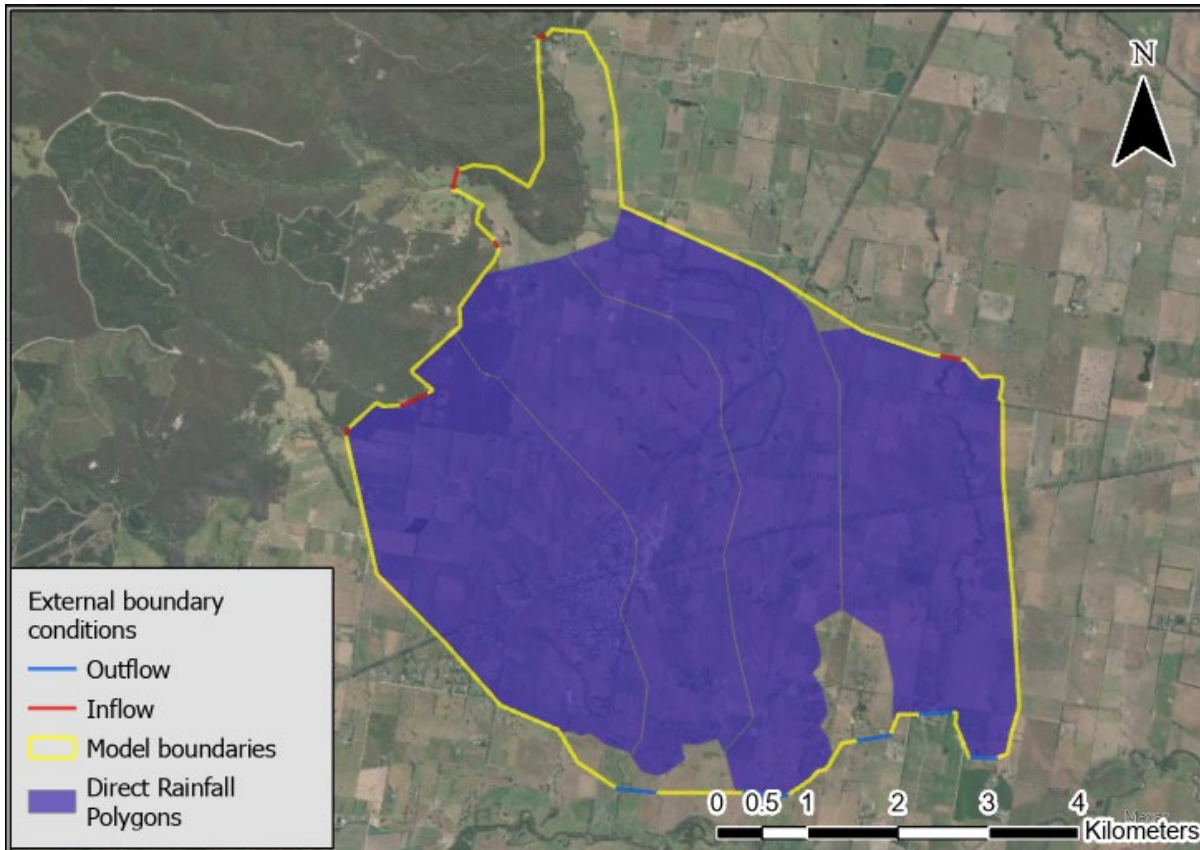 N
External boundary
conditions
Outflow
Inflow
Model boundaries
Direct Rainfall
Polygons
0 0.5 1 2 3 4
Kilometers